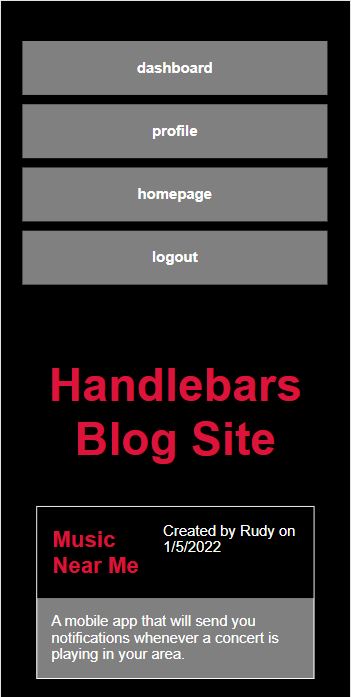 dashboard
profile
homepage
logout
Handlebars
Blog Site
Music
Near Me
Created by Rudy on
1/5/2022
A mobile app that will send you
notifications whenever a concert is
playing in your area.